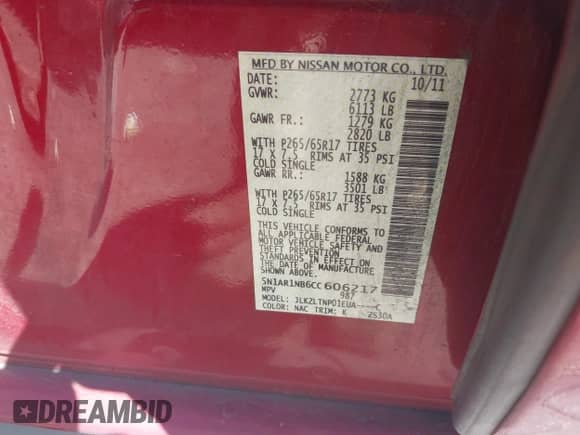 MFD BY NISSAN MOTOR CO., LTD.
DATE: 10/11
GVWR: 2773 KG
6113 LB
GAWR FR.: 1279 KG
2820 LB
WITH P265/65R17 TIRES
17 X 7.5 RIMS AT 35 PSI
COLD SINGLE
GAWR RR.: 1588 KG
3501 LB
WITH P265/65R17 TIRES
17 X 7.5 RIMS AT 35 PSI
COLD SINGLE
THIS VEHICLE CONFORMS TO
ALL APPLICABLE FEDERAL
MOTOR VEHICLE SAFETY AND
THEFT PREVENTION
STANDARDS IN EFFECT
ON THE DATE OF
MANUFACTURE SHOWN
ABOVE.
5N1AR1NB6CC606217
MPV 987
MODEL: JLKZLTNPO1EUA-----C
COLOR: NAC TRIM: K 2S30A
DREAMBID